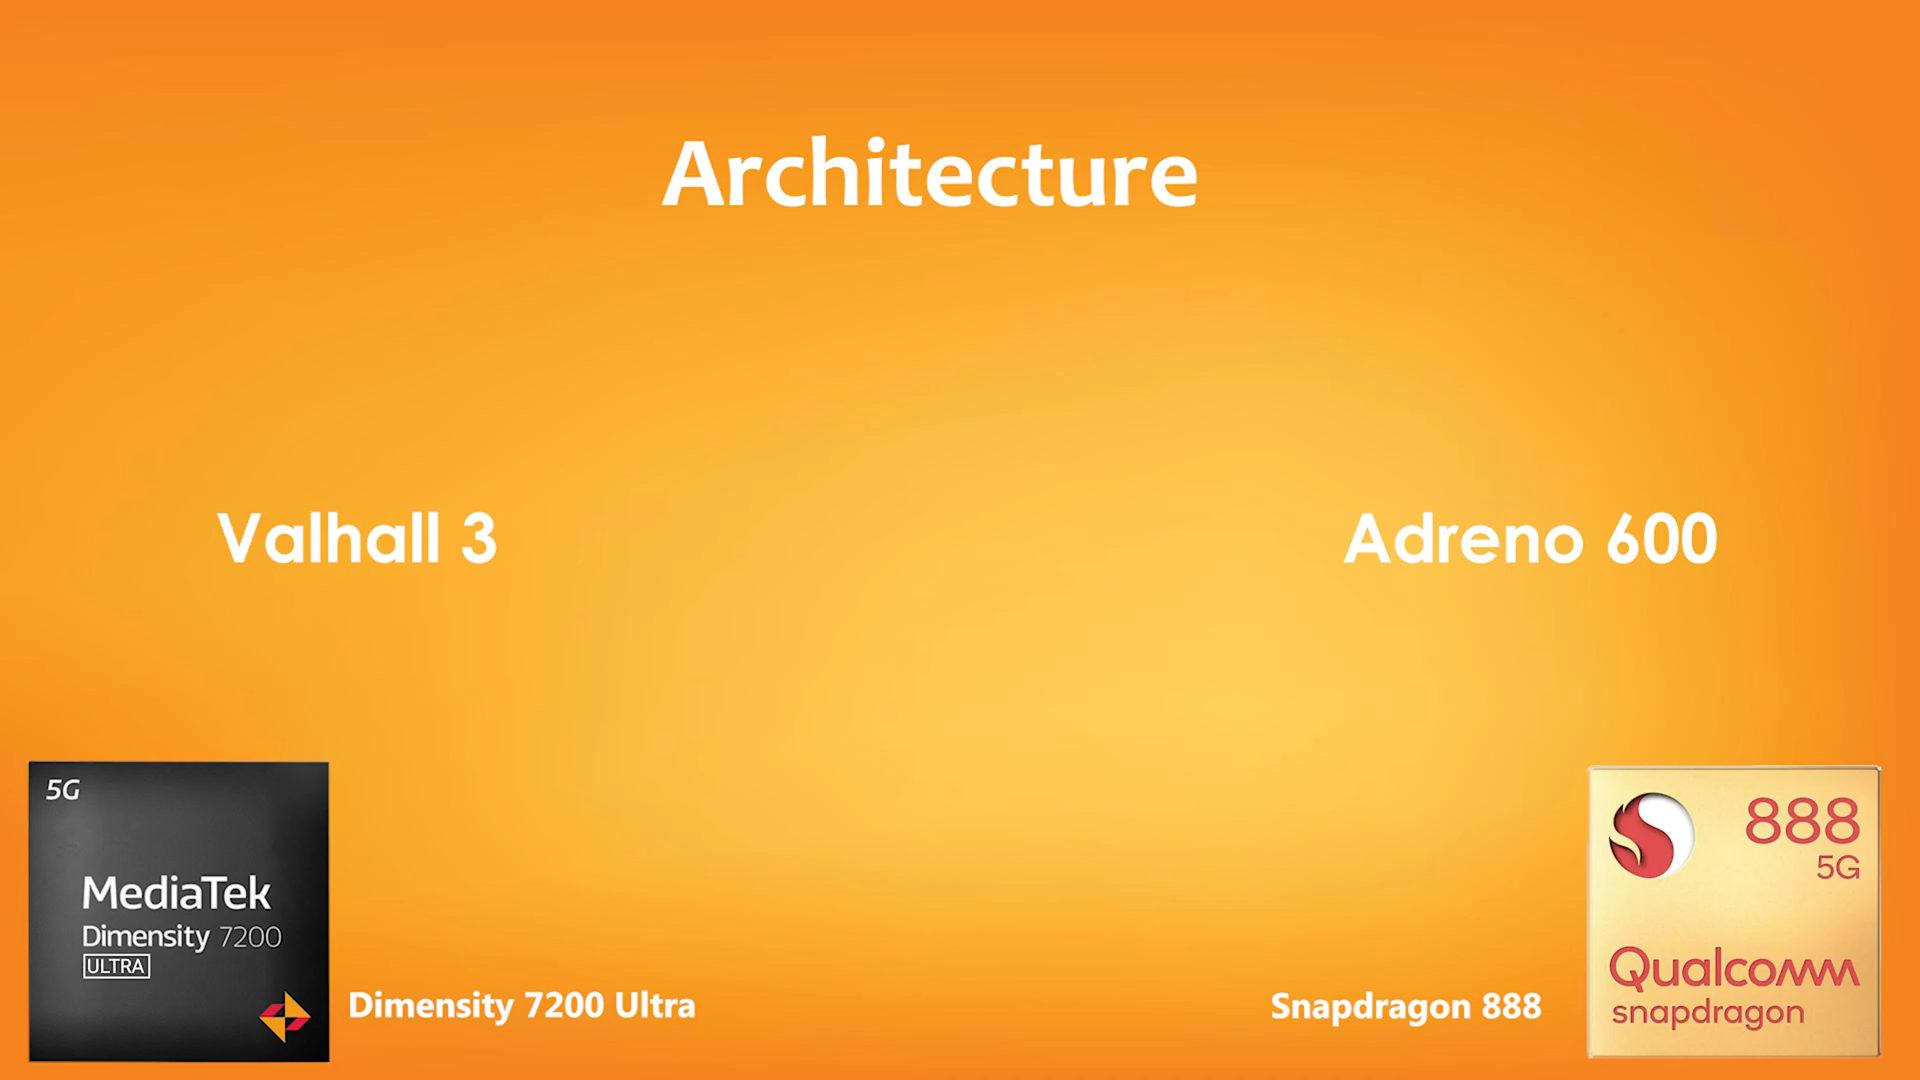 Architecture
Valhall 3
Adreno 600
5G
MediaTek
Dimensity 7200
ULTRA
Dimensity 7200 Ultra
Snapdragon 888
888
5G
Qualcomm
snapdragon